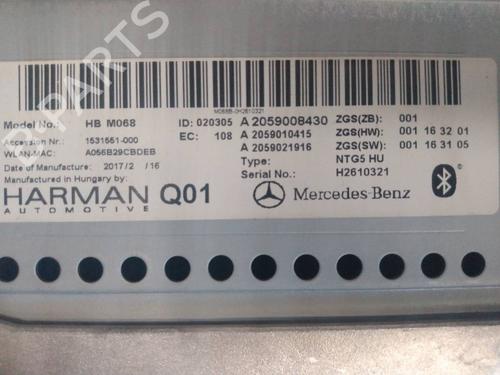 PARTS
M068B-0H2610321
Model No.: HB M068 ID: 020305 A 2059008430 ZGS(ZB): 001
Accession No.: 1531551-000 EC: 108 A 2059010415 ZGS(HW): 001 16 32 01
WLAN-MAC: A056B29CBDEB A 2059021916 ZGS(SW): 001 16 31 05
Date of Manufacture: 2017/2 /16 Type: NTG5 HU
Manufactured in Hungary by: Serial No.: H2610321
HARMAN Q01 Mercedes-Benz
AUTOMOTIVE